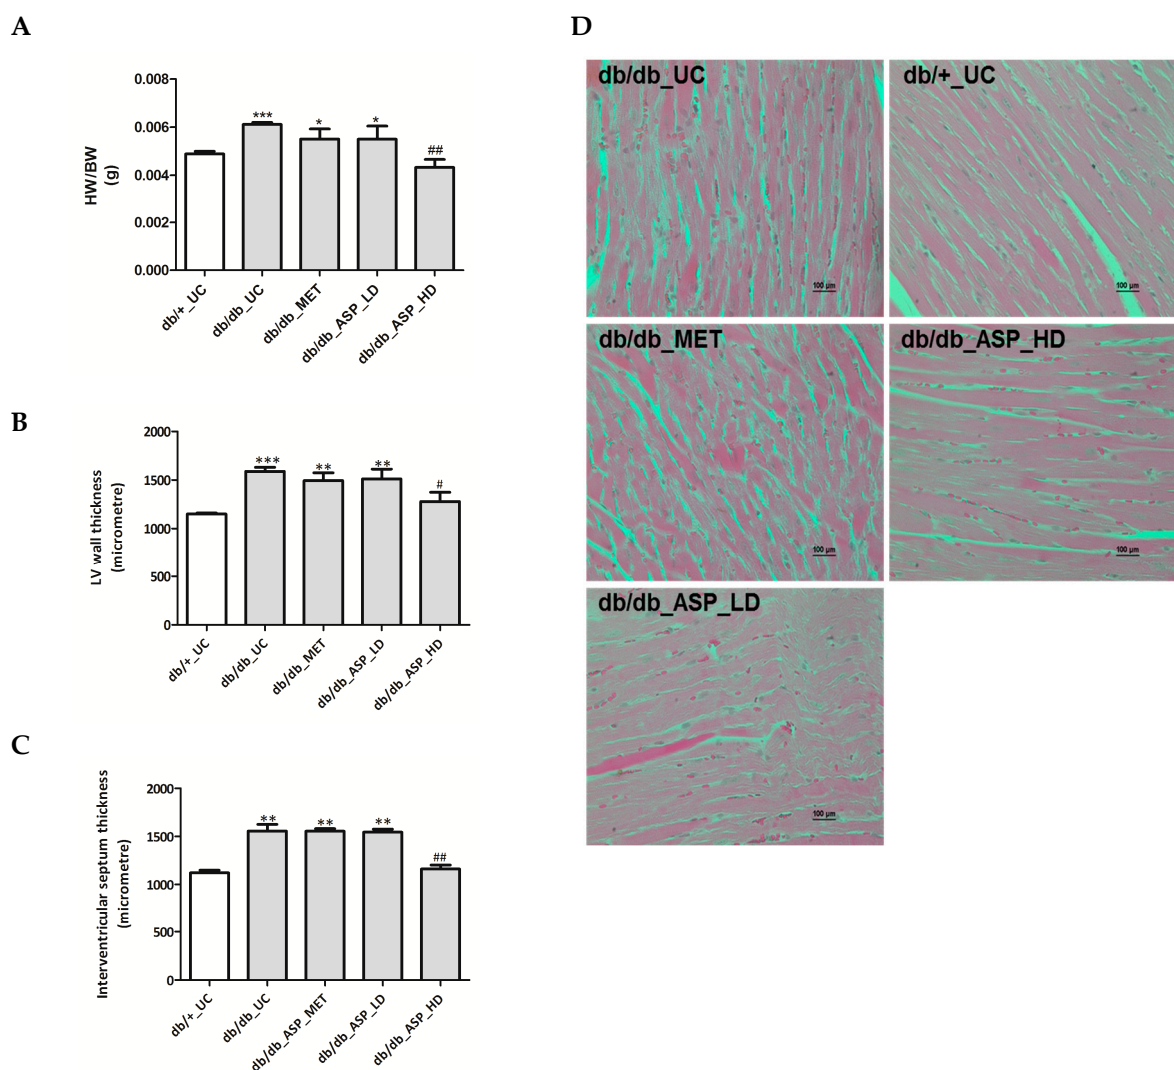 A
0.008
0.006
0.004
0.002
0.000
HW/BW
(g)
***
*
*
##
db/+_UC
db/db_UC
db/db_MET
db/db_ASP_LD
db/db_ASP_HD
B
2000
1500
1000
500
0
LV wall thickness
(micrometre)
***
**
**
#
db/+_UC
db/db_UC
db/db_MET
db/db_ASP_LD
db/db_ASP_HD
C
2000
1500
1000
500
0
Interventricular septum thickness
(micrometre)
**
**
**
##
db/+_UC
db/db_UC
db/db_ASP_MET
db/db_ASP_LD
db/db_ASP_HD
D
db/db_UC
100 µm
db/+_UC
100 µm
db/db_MET
100 µm
db/db_ASP_HD
100 µm
db/db_ASP_LD
100 µm